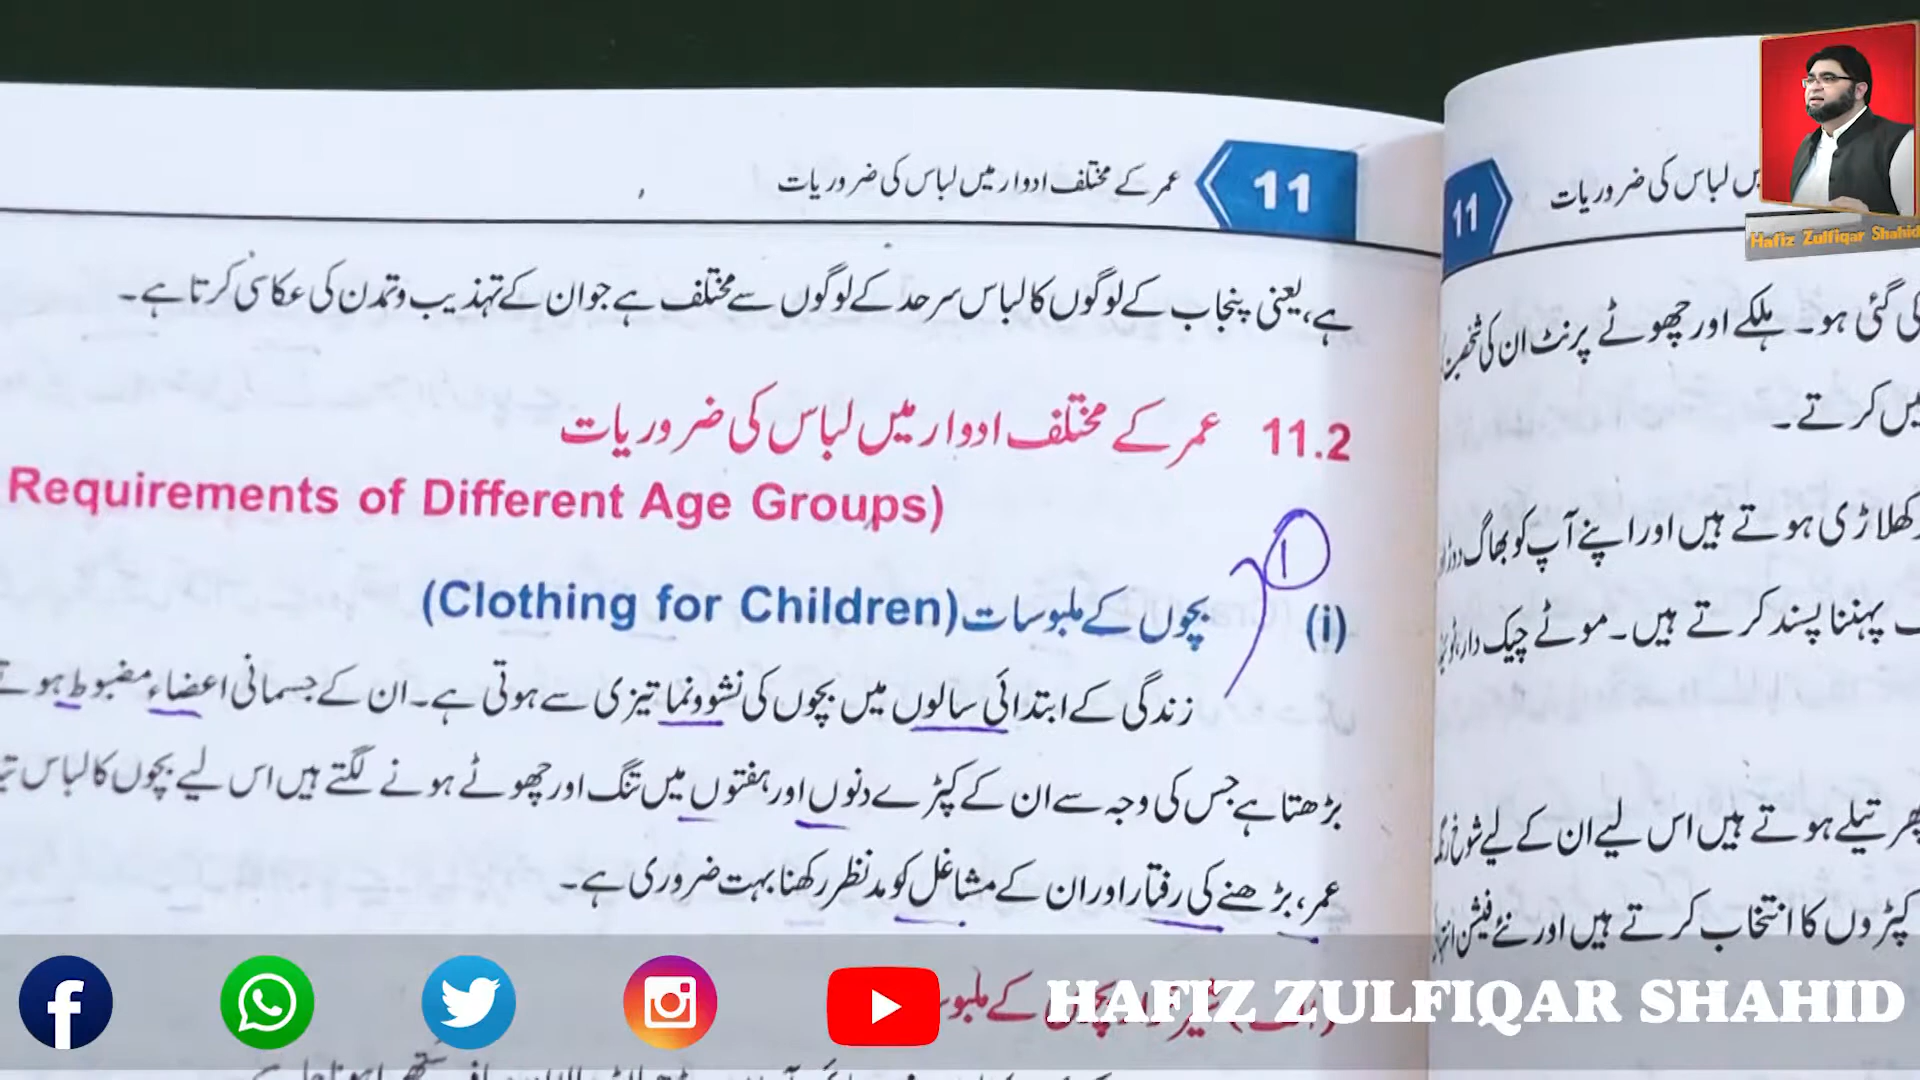 عمر کے مختلف ادوار میں لباس کی ضروریات 11
ہے، یعنی پنجاب کے لوگوں کا لباس سرحد کے لوگوں سے مختلف ہے جو ان کے تہذیب و تمدن کی عکاسی کرتا ہے۔
11.2 عمر کے مختلف ادوار میں لباس کی ضروریات
Requirements of Different Age Groups)
1
(i) بچوں کے ملبوسات (Clothing for Children)
زندگی کے ابتدائی سالوں میں بچوں کی نشوونما تیزی سے ہوتی ہے۔ ان کے جسمانی اعضاء مضبوط ہوتے
بڑھتا ہے جس کی وجہ سے ان کے کپڑے دنوں اور ہفتوں میں تنگ اور چھوٹے ہونے لگتے ہیں اس لیے بچوں کا لباس
عمر، بڑھنے کی رفتار اور ان کے مشاغل کو مدنظر رکھنا بہت ضروری ہے۔
بچوں کے
11 لباس کی ضروریات
کی گئی ہو۔ ہلکے اور چھوٹے پرنٹ ان کی
کرتے۔
کھلاڑی ہوتے ہیں اور اپنے آپ کو بھاگ
پہننا پسند کرتے ہیں۔ موٹے چیک دار،
پھرتیلے ہوتے ہیں اس لیے ان کے لیے شوخ
کپڑوں کا انتخاب کرتے ہیں اور نئے فیشن
Hafiz Zulfiqar Shahid
HAFIZ ZULFIQAR SHAHID